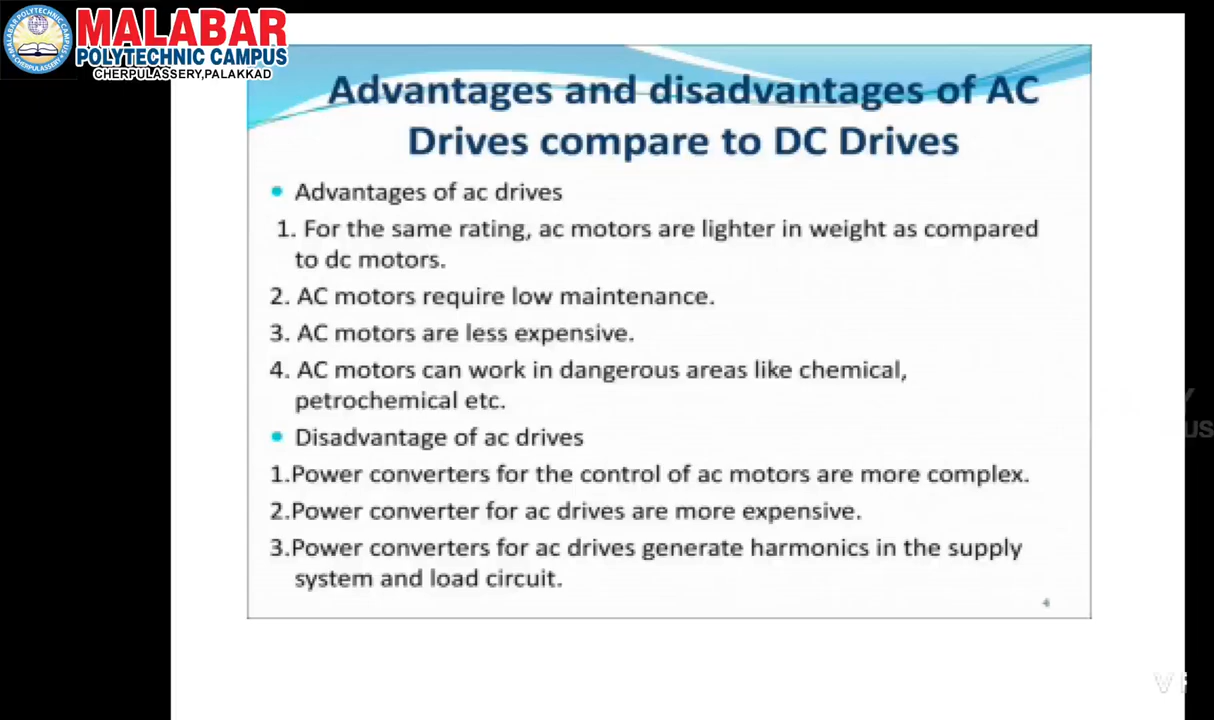 MALABAR
POLYTECHNIC CAMPUS
CHERPULASSERY,PALAKKAD
Advantages and disadvantages of AC
Drives compare to DC Drives
• Advantages of ac drives
1. For the same rating, ac motors are lighter in weight as compared
to dc motors.
2. AC motors require low maintenance.
3. AC motors are less expensive.
4. AC motors can work in dangerous areas like chemical,
petrochemical etc.
• Disadvantage of ac drives
1.Power converters for the control of ac motors are more complex.
2.Power converter for ac drives are more expensive.
3.Power converters for ac drives generate harmonics in the supply
system and load circuit.